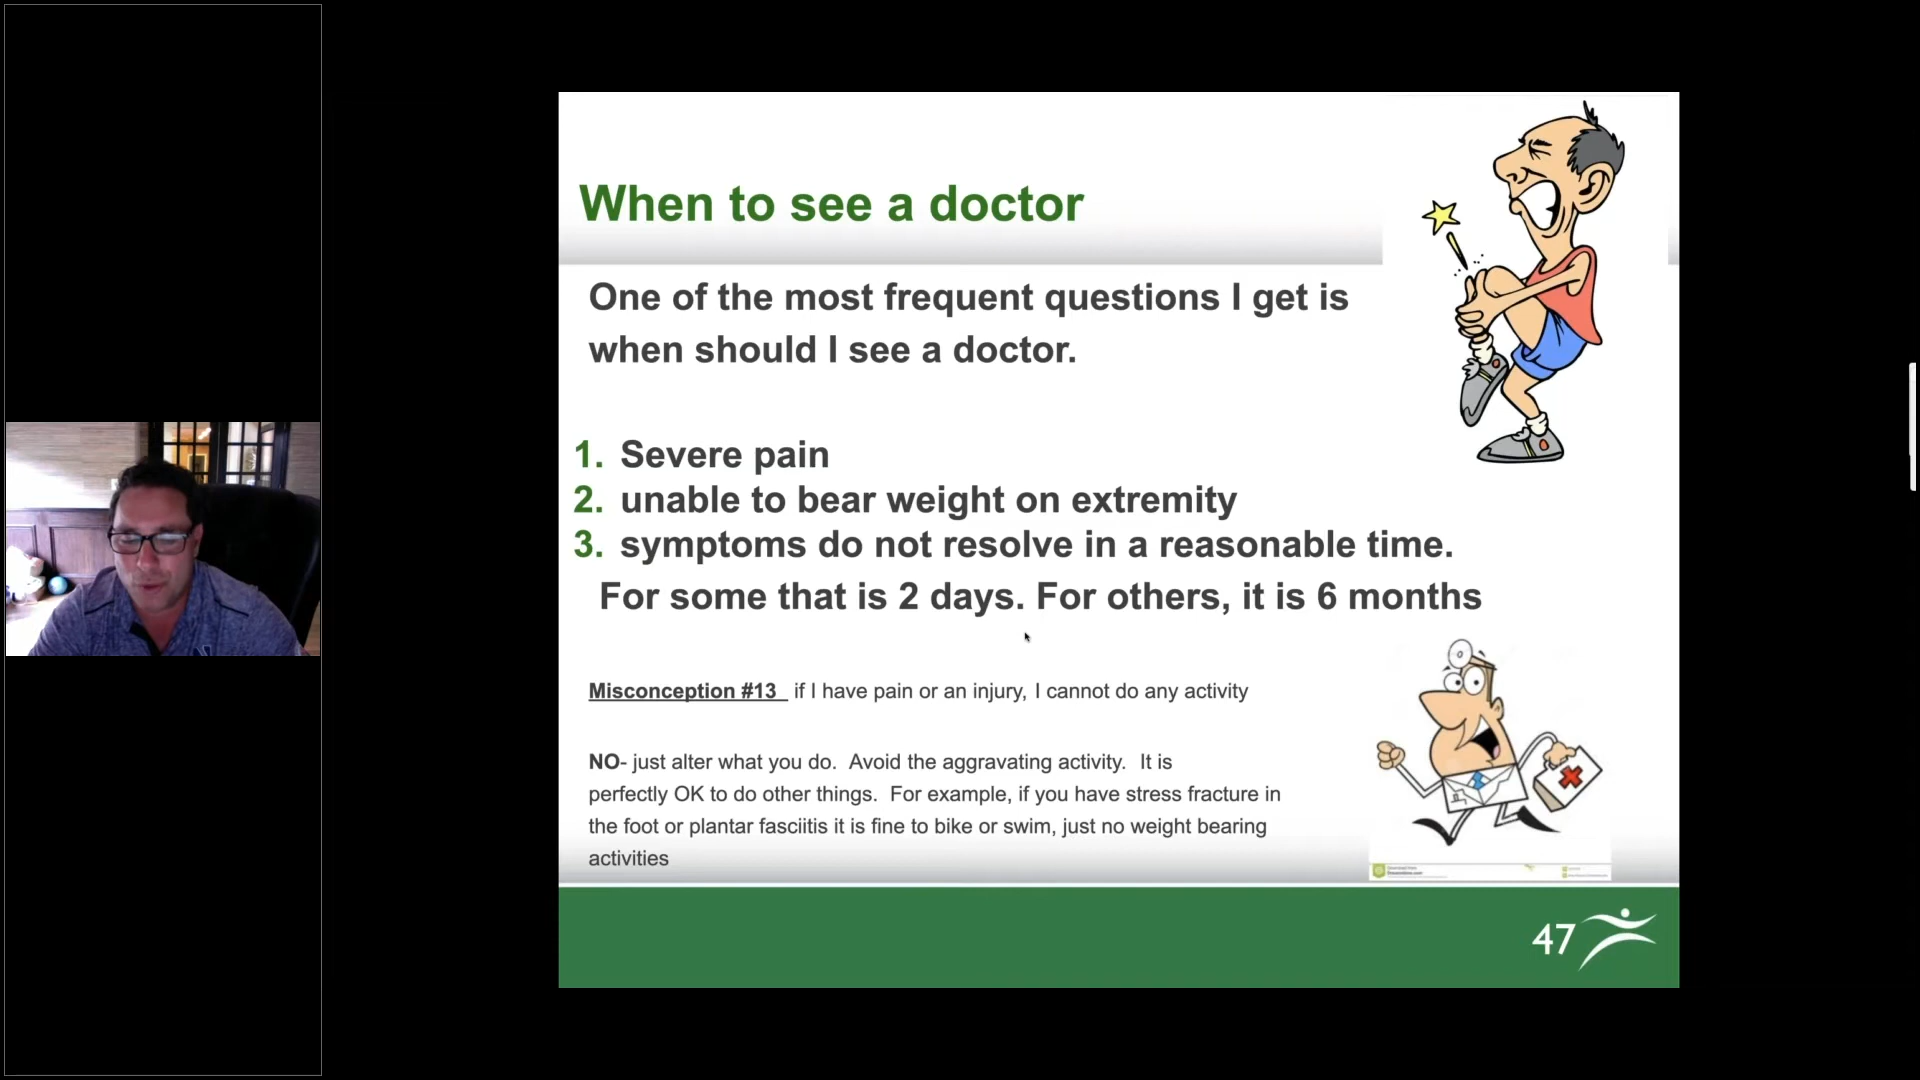 When to see a doctor
One of the most frequent questions I get is
when should I see a doctor.
1. Severe pain
2. unable to bear weight on extremity
3. symptoms do not resolve in a reasonable time.
For some that is 2 days. For others, it is 6 months
Misconception #13 if I have pain or an injury, I cannot do any activity
NO- just alter what you do. Avoid the aggravating activity. It is
perfectly OK to do other things. For example, if you have stress fracture in
the foot or plantar fasciitis it is fine to bike or swim, just no weight bearing
activities
47